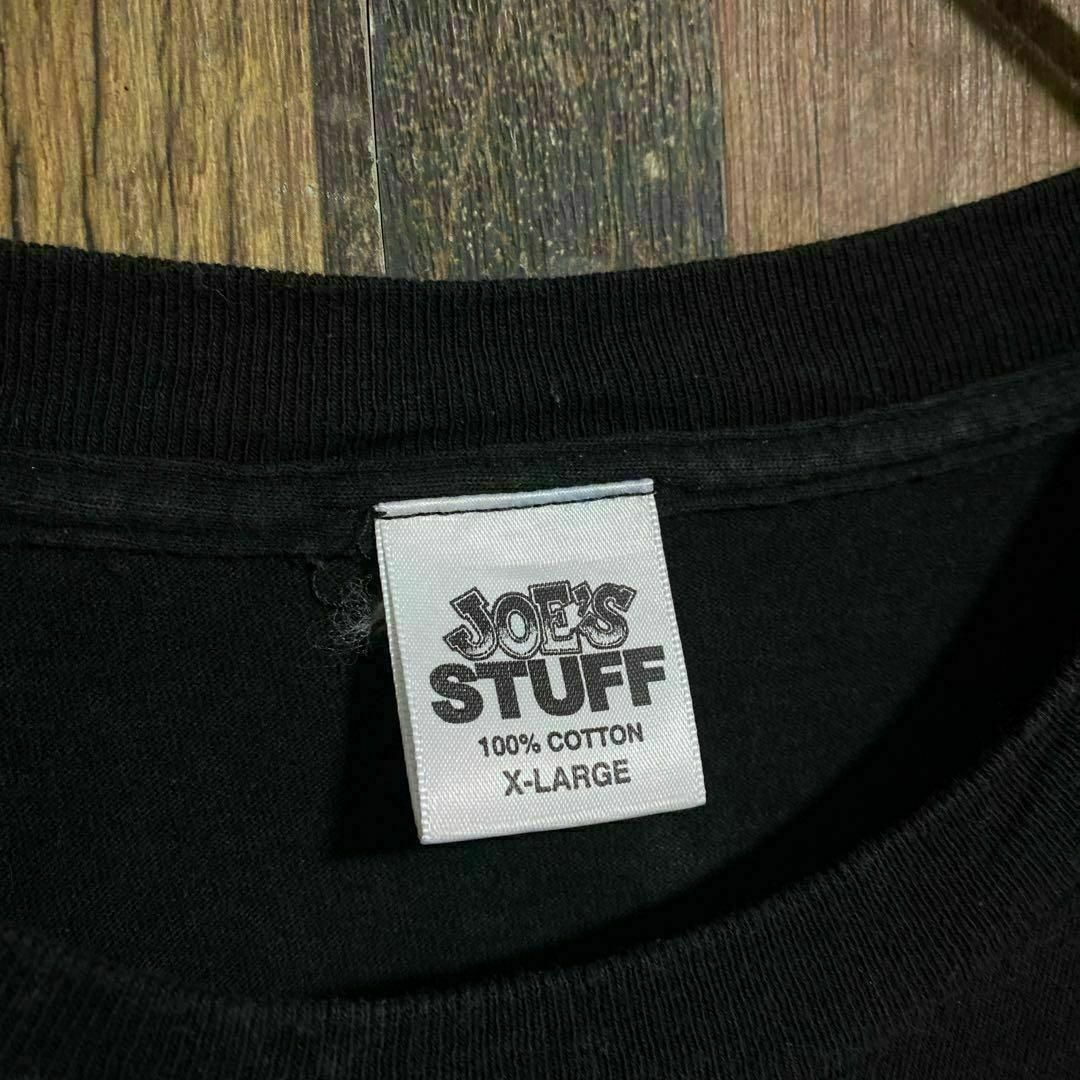 JOE'S
STUFF
100% COTTON
X-LARGE